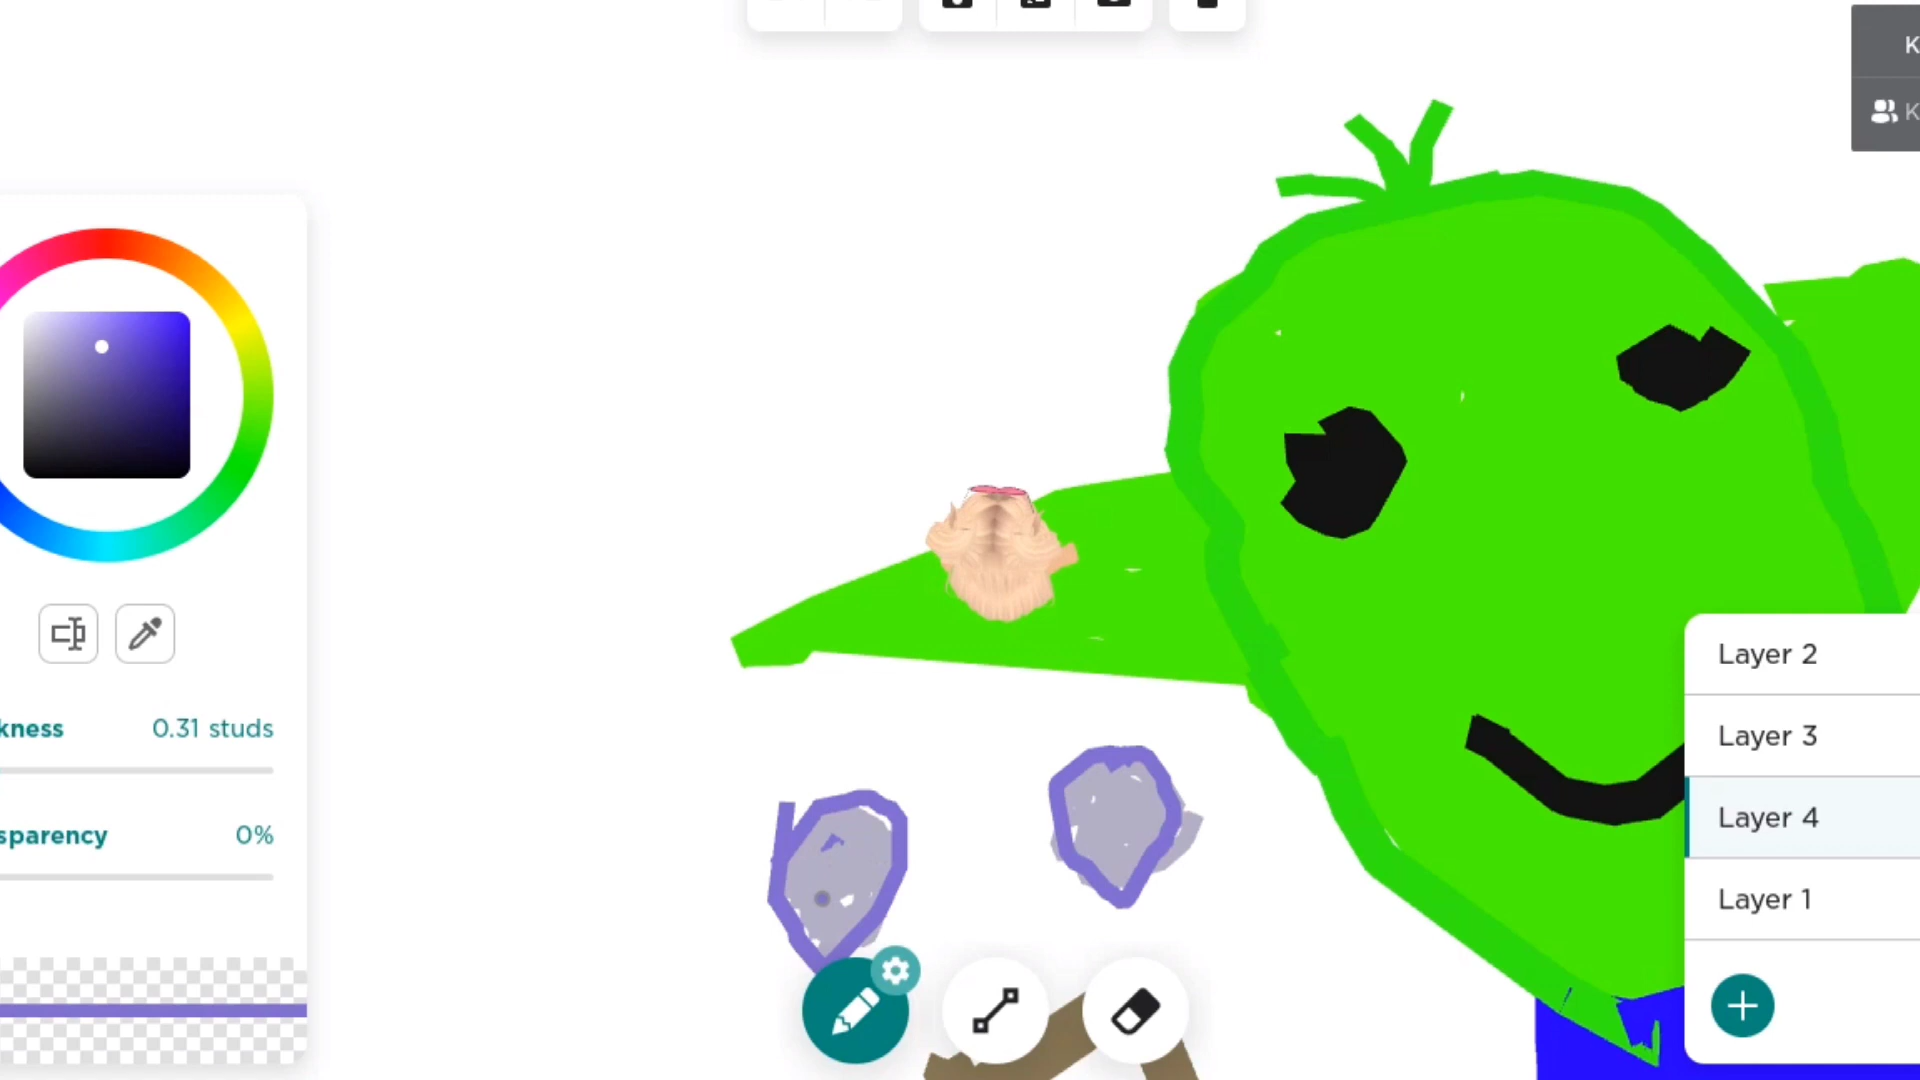 K
K
kness 0.31 studs
sparency 0%
Layer 2
Layer 3
Layer 4
Layer 1